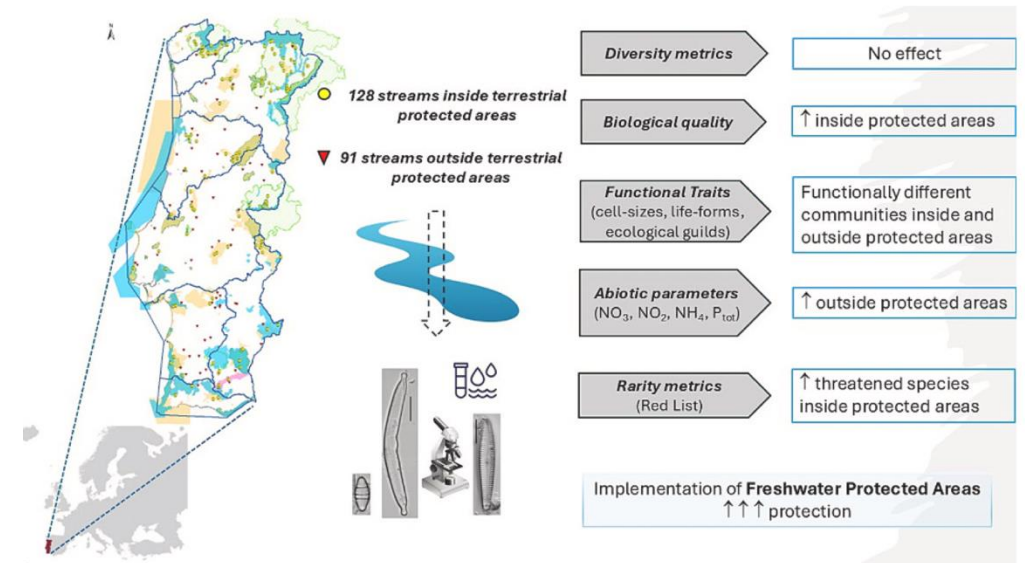 N
128 streams inside terrestrial
protected areas
91 streams outside terrestrial
protected areas
Diversity metrics
No effect
Biological quality
↑ inside protected areas
Functional Traits
(cell-sizes, life-forms,
ecological guilds)
Functionally different
communities inside and
outside protected areas
Abiotic parameters
(NO₃, NO₂, NH₄, Pₜₒₜ)
↑ outside protected areas
Rarity metrics
(Red List)
↑ threatened species
inside protected areas
Implementation of Freshwater Protected Areas
↑↑↑ protection